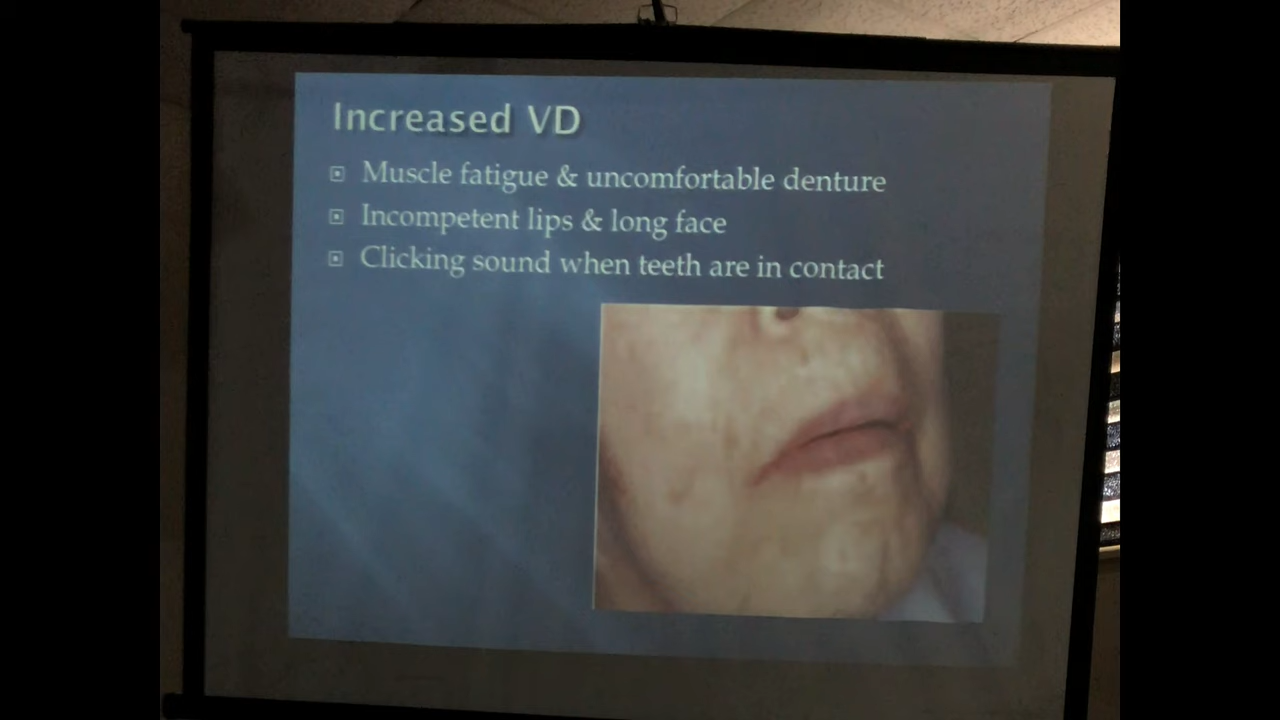 Increased VD
Muscle fatigue & uncomfortable denture
Incompetent lips & long face
Clicking sound when teeth are in contact